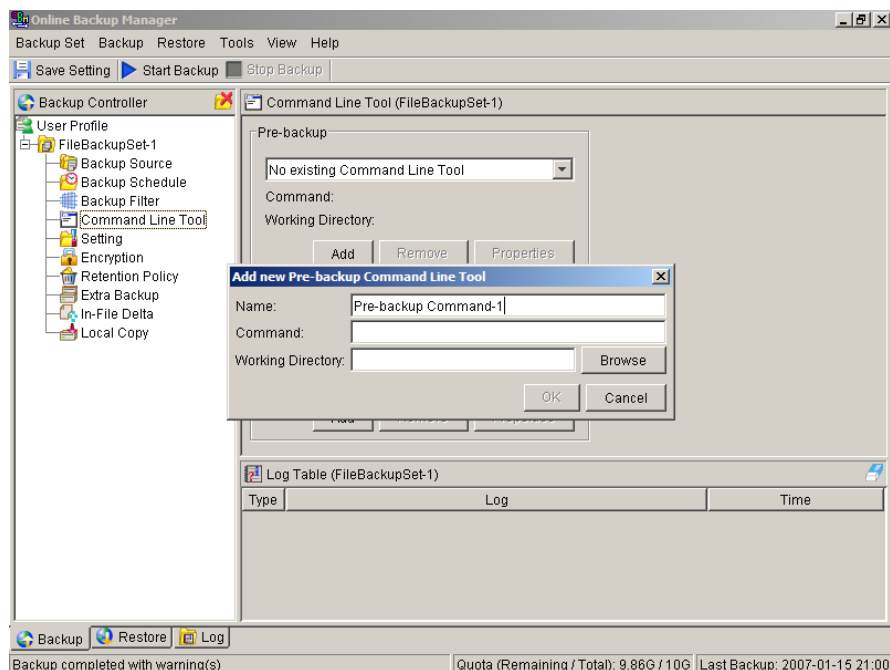 Online Backup Manager
Backup Set Backup Restore Tools View Help
Save Setting Start Backup Stop Backup
Backup Controller
User Profile
FileBackupSet-1
Backup Source
Backup Schedule
Backup Filter
Command Line Tool
Setting
Encryption
Retention Policy
Extra Backup
In-File Delta
Local Copy
Command Line Tool (FileBackupSet-1)
Pre-backup
No existing Command Line Tool
Command:
Working Directory:
Add Remove Properties
Add new Pre-backup Command Line Tool
Name: Pre-backup Command-1
Command:
Working Directory: Browse
OK Cancel
Add Remove Properties
Log Table (FileBackupSet-1)
Type Log Time
Backup Restore Log
Backup completed with warning(s) Quota (Remaining / Total): 9.86G / 10G Last Backup: 2007-01-15 21:00